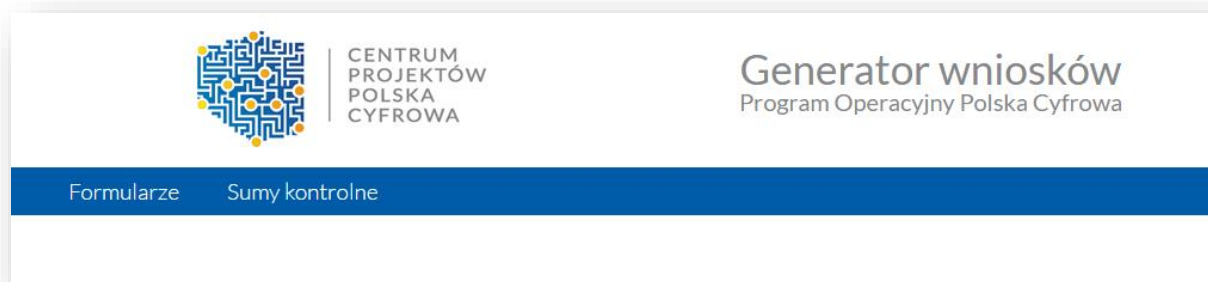 CENTRUM
PROJEKTÓW
POLSKA
CYFROWA
Generator wniosków
Program Operacyjny Polska Cyfrowa
Formularze Sumy kontrolne